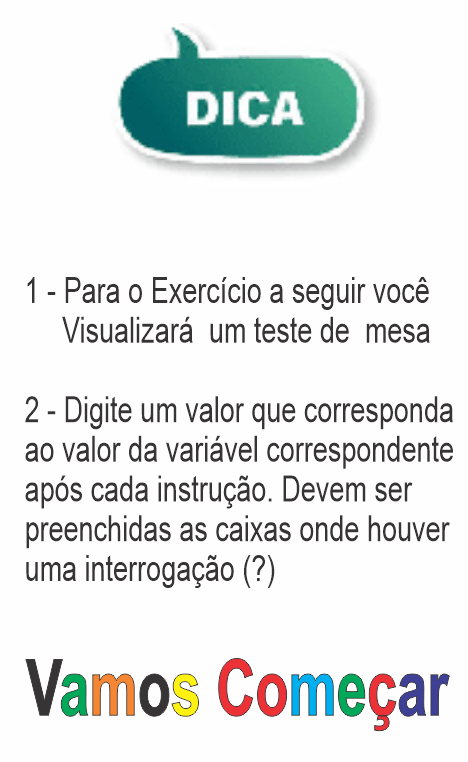 DICA
1 - Para o Exercício a seguir você
Visualizará um teste de mesa
2 - Digite um valor que corresponda
ao valor da variável correspondente
após cada instrução. Devem ser
preenchidas as caixas onde houver
uma interrogação (?)
Vamos Começar